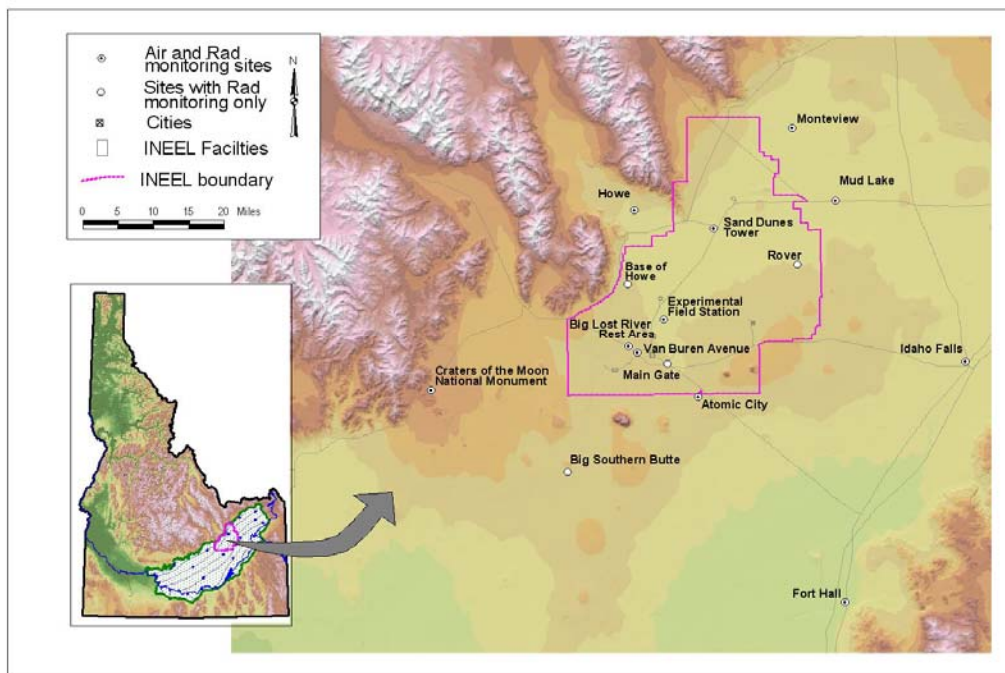 Air and Rad
monitoring sites
Sites with Rad
monitoring only
Cities
INEEL Facilties
INEEL boundary
N
0 5 10 15 20 Miles
Monteview
Mud Lake
Howe
Sand Dunes
Tower
Rover
Base of
Howe
Experimental
Field Station
Big Lost River
Rest Area
Van Buren Avenue
Idaho Falls
Main Gate
Craters of the Moon
National Monument
Atomic City
Big Southern Butte
Fort Hall